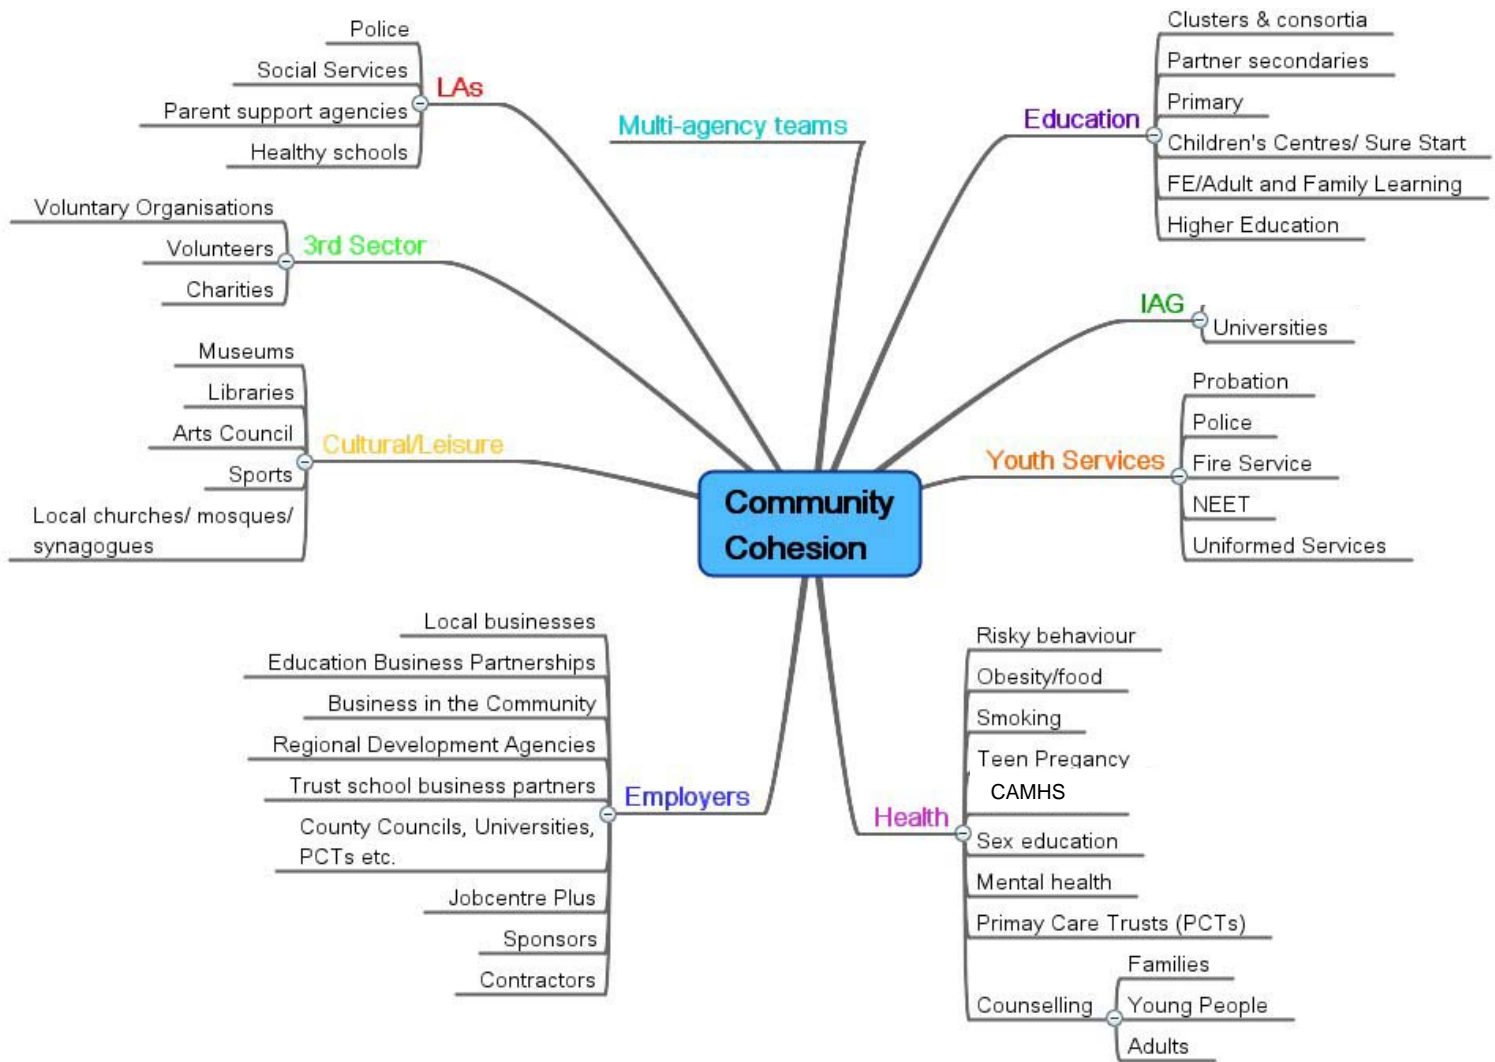 Community
Cohesion
LAs
Police
Social Services
Parent support agencies
Healthy schools
3rd Sector
Voluntary Organisations
Volunteers
Charities
Cultural/Leisure
Museums
Libraries
Arts Council
Sports
Local churches/ mosques/
synagogues
Employers
Local businesses
Education Business Partnerships
Business in the Community
Regional Development Agencies
Trust school business partners
County Councils, Universities,
PCTs etc.
Jobcentre Plus
Sponsors
Contractors
Multi-agency teams
Education
Clusters & consortia
Partner secondaries
Primary
Children's Centres/ Sure Start
FE/Adult and Family Learning
Higher Education
IAG
Universities
Youth Services
Probation
Police
Fire Service
NEET
Uniformed Services
Health
Risky behaviour
Obesity/food
Smoking
Teen Pregancy
CAMHS
Sex education
Mental health
Primay Care Trusts (PCTs)
Counselling
Families
Young People
Adults